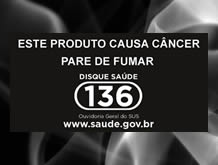 ESTE PRODUTO CAUSA CÂNCER
PARE DE FUMAR
DISQUE SAÚDE
136
Ouvidoria Geral do SUS
www.saude.gov.br